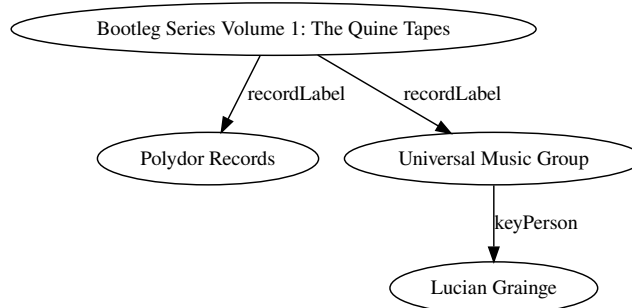 Bootleg Series Volume 1: The Quine Tapes
recordLabel
recordLabel
Polydor Records
Universal Music Group
keyPerson
Lucian Grainge